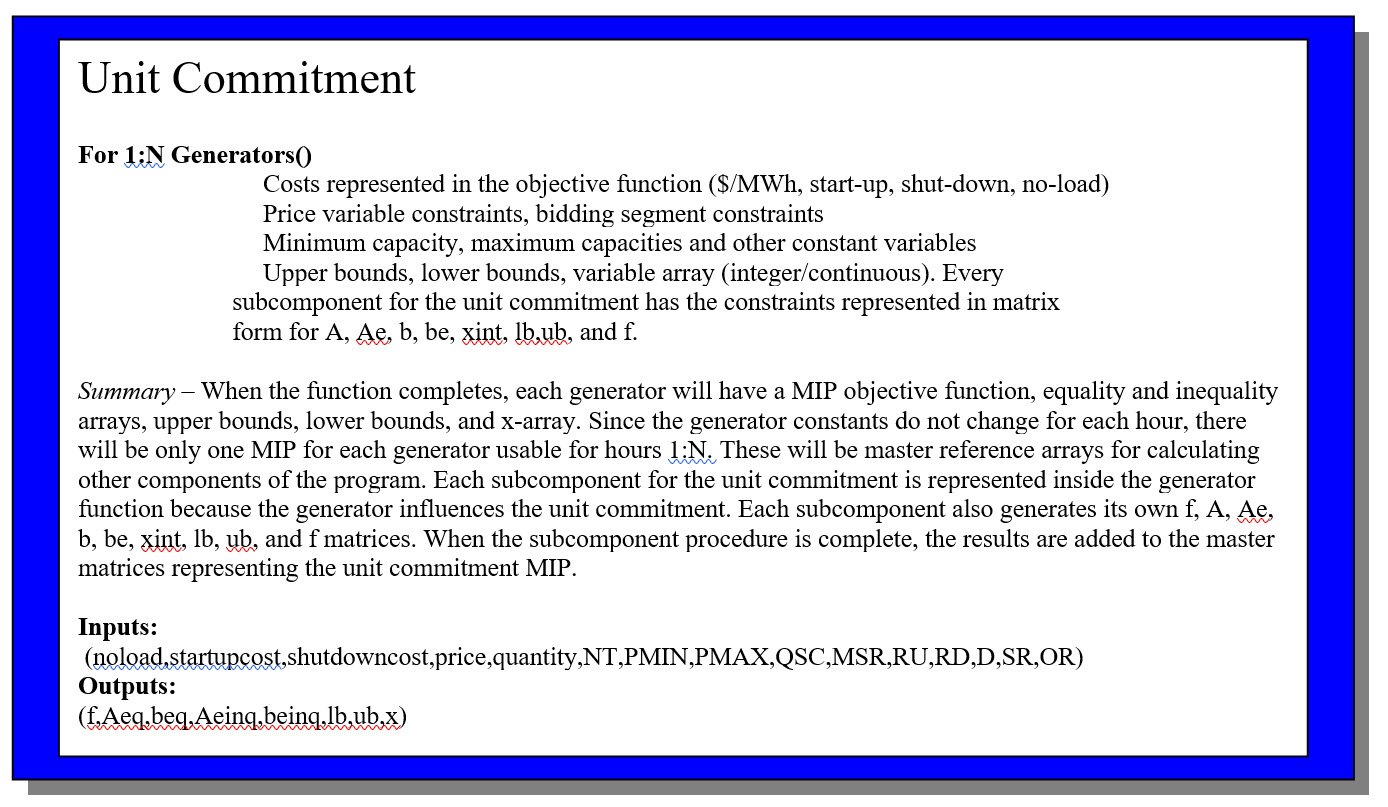 Unit Commitment
For 1:N Generators()
Costs represented in the objective function ($/MWh, start-up, shut-down, no-load)
Price variable constraints, bidding segment constraints
Minimum capacity, maximum capacities and other constant variables
Upper bounds, lower bounds, variable array (integer/continuous). Every
subcomponent for the unit commitment has the constraints represented in matrix
form for A, Ae, b, be, xint, lb,ub, and f.
Summary – When the function completes, each generator will have a MIP objective function, equality and inequality
arrays, upper bounds, lower bounds, and x-array. Since the generator constants do not change for each hour, there
will be only one MIP for each generator usable for hours 1:N. These will be master reference arrays for calculating
other components of the program. Each subcomponent for the unit commitment is represented inside the generator
function because the generator influences the unit commitment. Each subcomponent also generates its own f, A, Ae,
b, be, xint, lb, ub, and f matrices. When the subcomponent procedure is complete, the results are added to the master
matrices representing the unit commitment MIP.
Inputs:
(noload,startupcost,shutdowncost,price,quantity,NT,PMIN,PMAX,QSC,MSR,RU,RD,D,SR,OR)
Outputs:
(f,Aeq,beq,Aeinq,beinq,lb,ub,x)